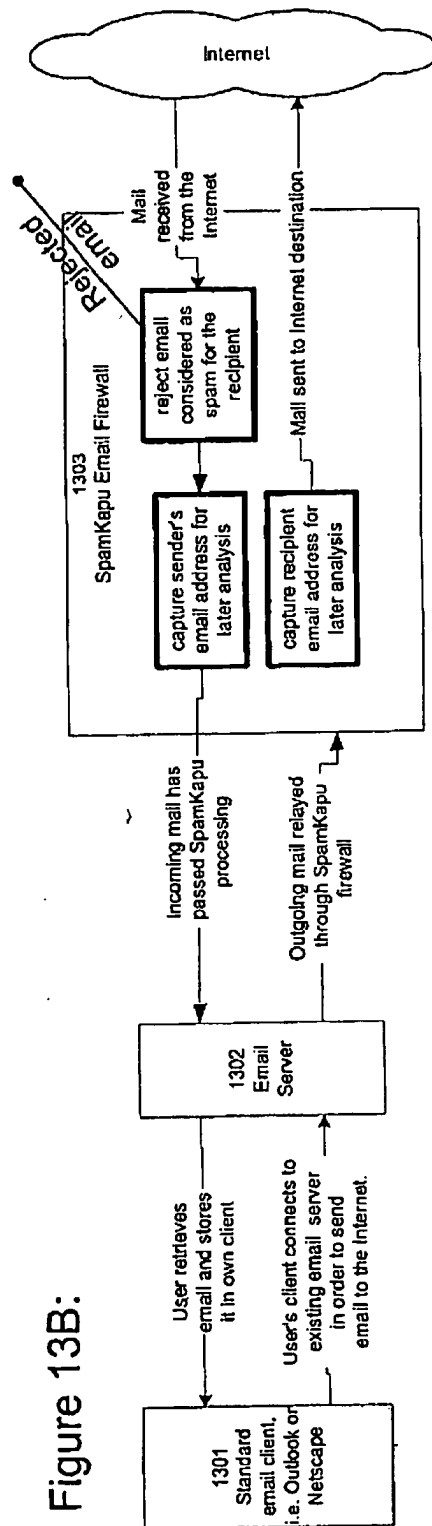 Figure 13B:
1301
Standard
email client,
i.e. Outlook or
Netscape
User retrieves
email and stores
it in own client
User's client connects to
existing email server
in order to send
email to the Internet.
1302
Email
Server
Incoming mail has
passed SpamKapu
processing
Outgoing mail relayed
through SpamKapu
firewall
1303
SpamKapu Email Firewall
capture sender's
email address for
later analysis
reject email
considered as
spam for the
recipient
capture recipient
email address for
later analysis
Rejected
email
Mail
received
from the
Internet
Mail sent to Internet destination
Internet